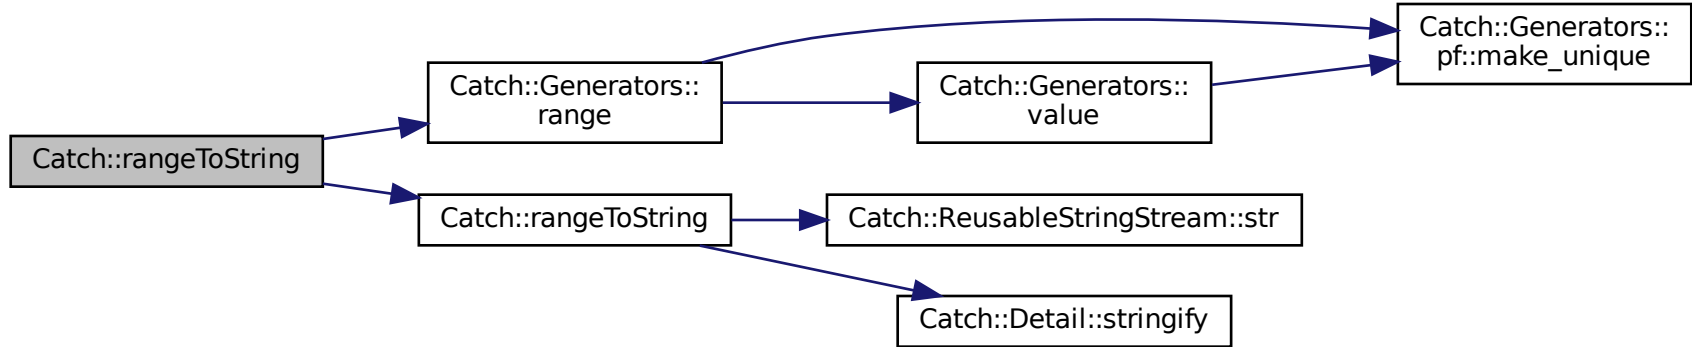 Catch::rangeToString
Catch::Generators::
range
Catch::rangeToString
Catch::Generators::
value
Catch::ReusableStringStream::str
Catch::Detail::stringify
Catch::Generators::
pf::make_unique